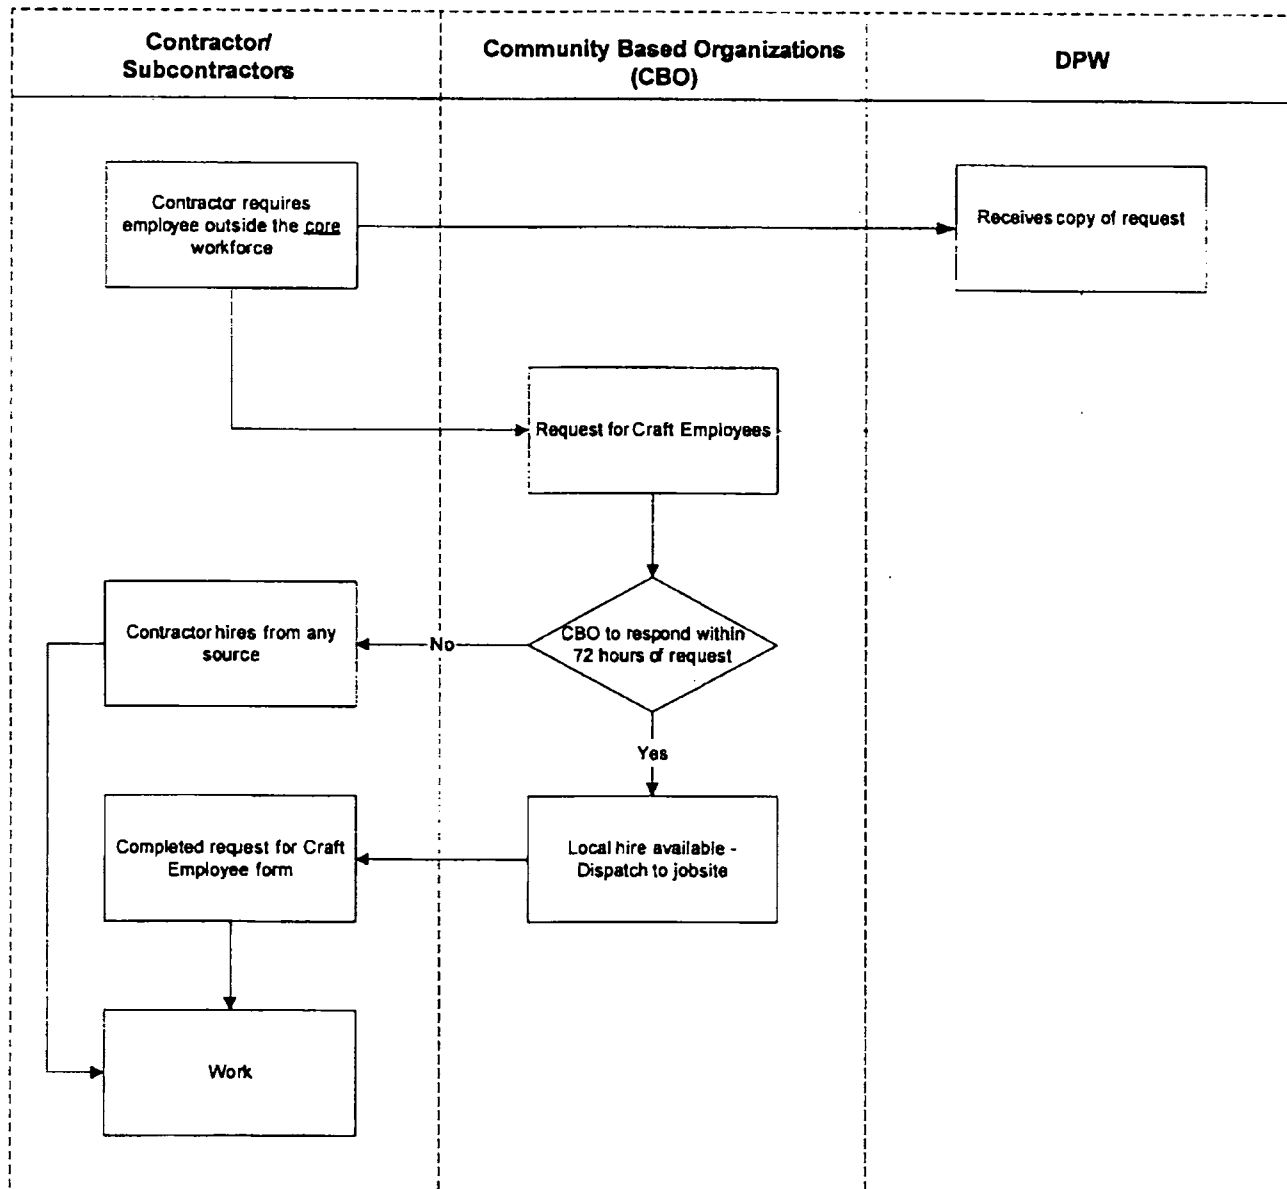 Contractor/
Subcontractors
Community Based Organizations
(CBO)
DPW
Contractor requires
employee outside the core
workforce
Receives copy of request
Request for Craft Employees
CBO to respond within
72 hours of request
No
Contractor hires from any
source
Yes
Local hire available -
Dispatch to jobsite
Completed request for Craft
Employee form
Work